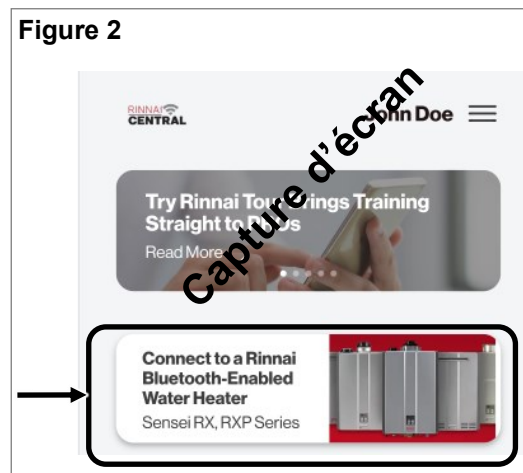 Figure 2
RINNAI
CENTRAL
John Doe
Try Rinnai Training
Straight to
Read More
Capture d'écran
Connect to a Rinnai
Bluetooth-Enabled
Water Heater
Sensei RX, RXP Series